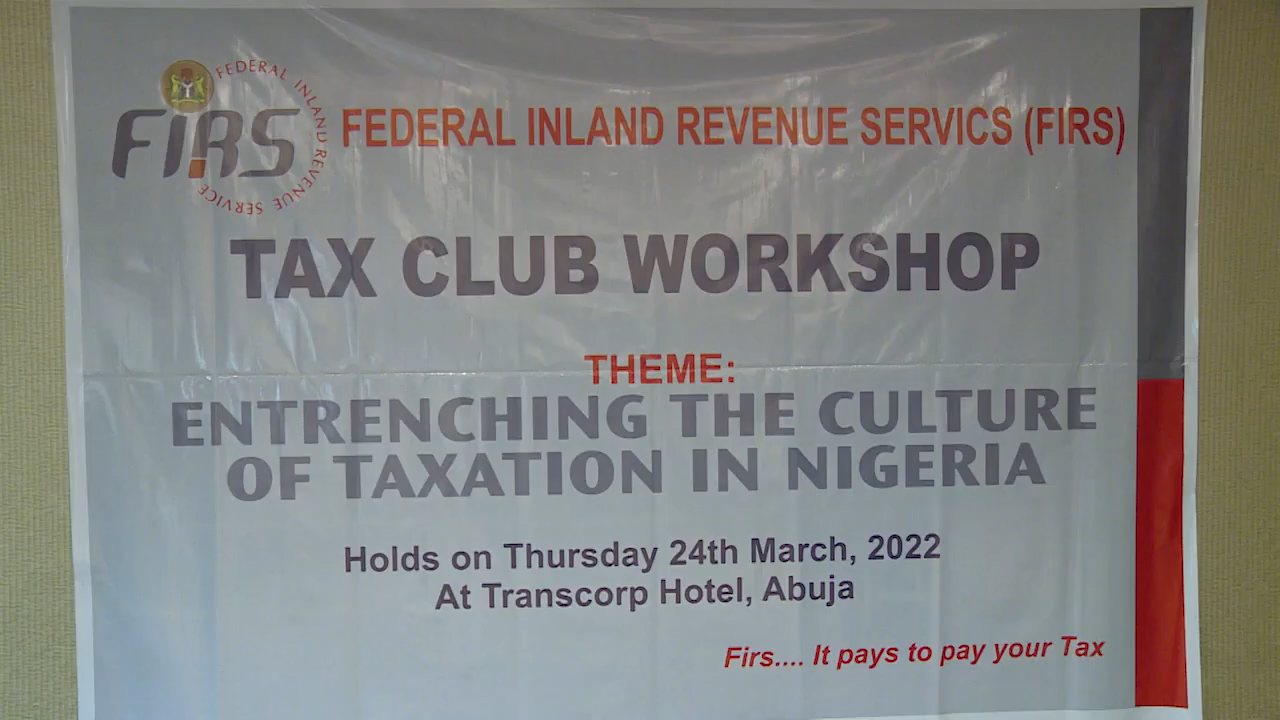 FIRS
FEDERAL INLAND REVENUE SERVICE
FEDERAL INLAND REVENUE SERVICS (FIRS)
TAX CLUB WORKSHOP
THEME:
ENTRENCHING THE CULTURE
OF TAXATION IN NIGERIA
Holds on Thursday 24th March, 2022
At Transcorp Hotel, Abuja
Firs.... It pays to pay your Tax